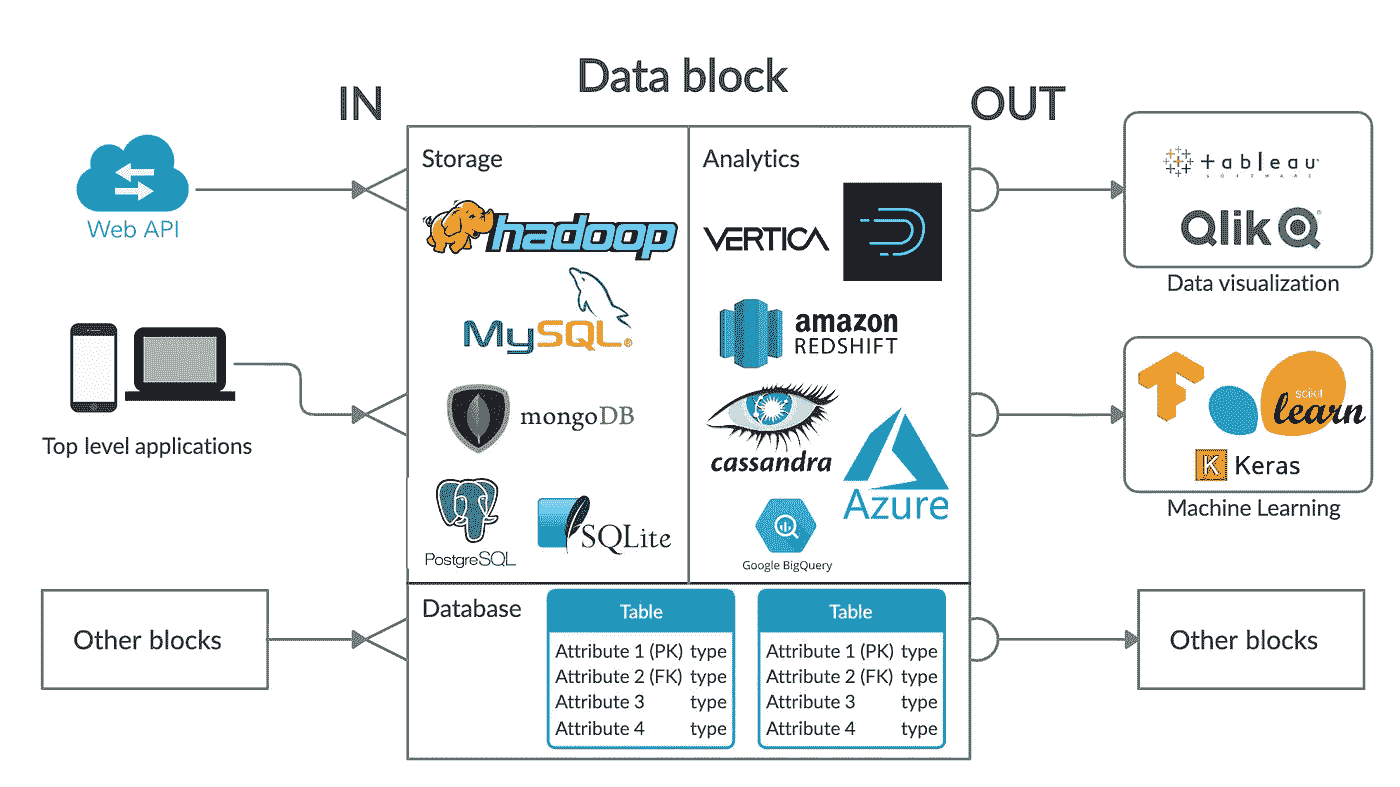 Data block
IN
OUT
Web API
Top level applications
Other blocks
Storage
hadoop
MySQL®
mongoDB
PostgreSQL
SQLite
Analytics
VERTICA
amazon
REDSHIFT
cassandra
Azure
Google BigQuery
Database
Table
Attribute 1 (PK) type
Attribute 2 (FK) type
Attribute 3 type
Attribute 4 type
Table
Attribute 1 (PK) type
Attribute 2 (FK) type
Attribute 3 type
Attribute 4 type
tableau
SOFTWARE
Qlik
Data visualization
scikit
learn
K Keras
Machine Learning
Other blocks